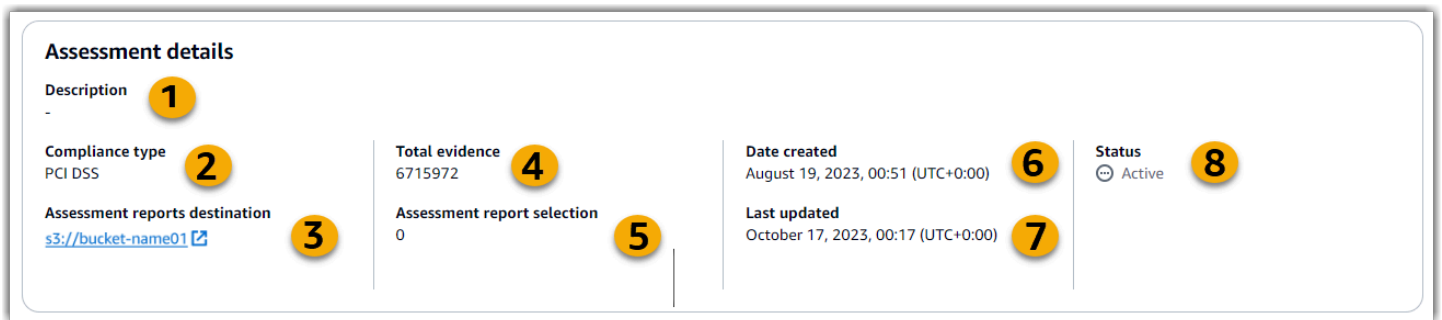 Assessment details
Description
1
-
Compliance type
2
PCI DSS
Assessment reports destination
3
s3://bucket-name01
Total evidence
4
6715972
Assessment report selection
5
0
Date created
6
August 19, 2023, 00:51 (UTC+0:00)
Last updated
7
October 17, 2023, 00:17 (UTC+0:00)
Status
8
Active